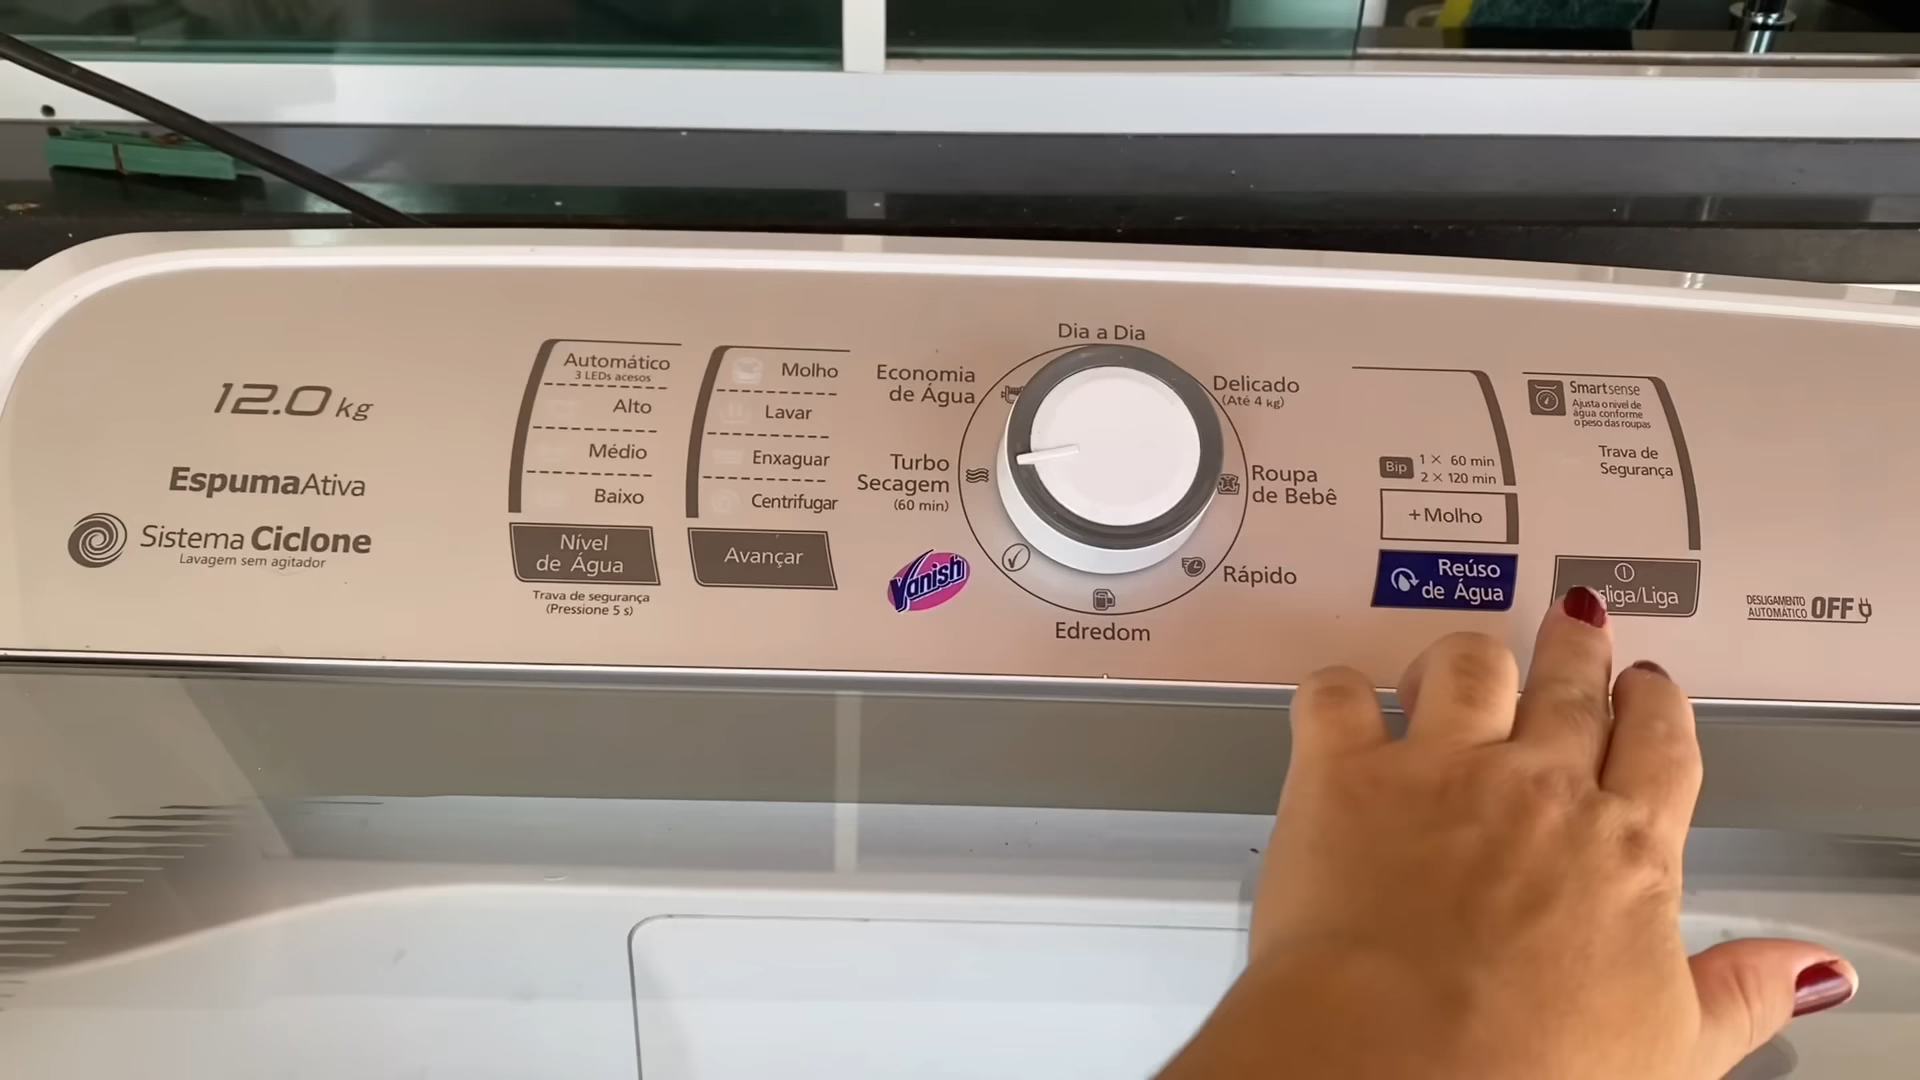 12.0 kg
EspumaAtiva
Sistema Ciclone
Lavagem sem agitador
Automático
3 LEDs acesos
Alto
Médio
Baixo
Nível
de Água
Trava de segurança
(Pressione 5 s)
Molho
Lavar
Enxaguar
Centrifugar
Avançar
Dia a Dia
Economia
de Água
Turbo
Secagem
(60 min)
Vanish
Delicado
(Até 4 kg)
Roupa
de Bebê
Rápido
Edredom
Bip
1 × 60 min
2 × 120 min
+Molho
Reúso
de Água
Smartsense
Ajusta o nível de
água conforme
o peso das roupas
Trava de
Segurança
sliga/Liga
DESLIGAMENTO
AUTOMÁTICO
OFF